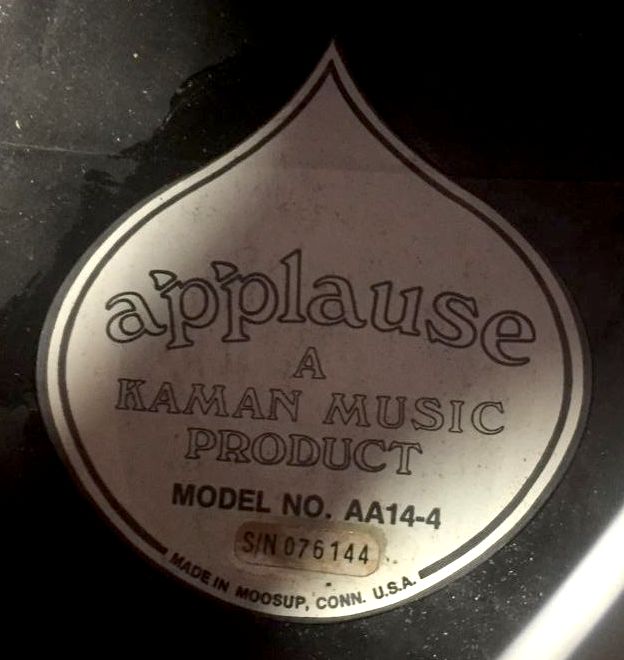 applause
A
KAMAN MUSIC
PRODUCT
MODEL NO. AA14-4
S/N 076144
MADE IN MOOSUP, CONN. U.S.A.